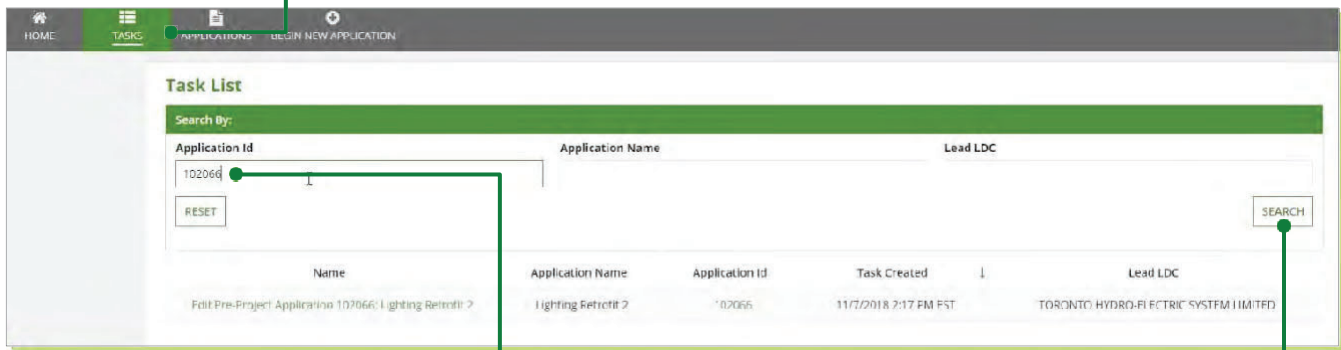 HOME TASKS APPLICATIONS BEGIN NEW APPLICATION
Task List
Search By:
Application Id Application Name Lead LDC
102066
RESET SEARCH
Name Application Name Application Id Task Created ↓ Lead LDC
Edit Pre-Project Application 102066: Lighting Retrofit 2 Lighting Retrofit 2 102066 11/7/2018 2:17 PM EST TORONTO HYDRO-ELECTRIC SYSTEM LIMITED